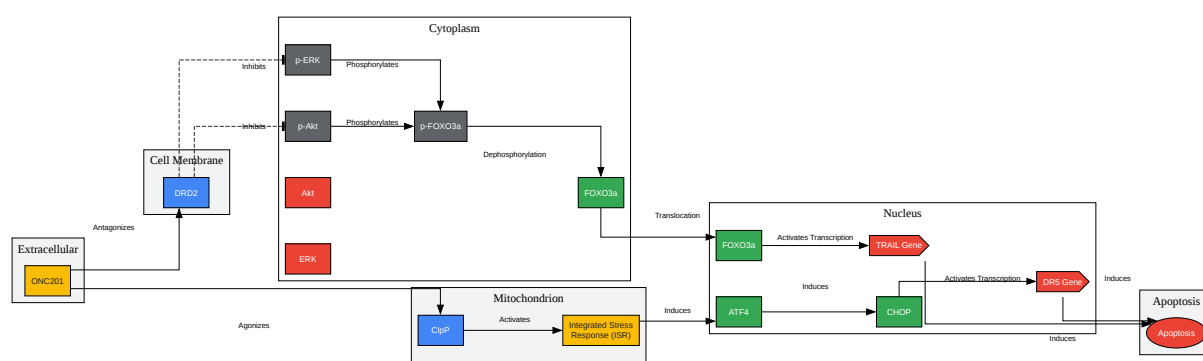 Cytoplasm
p-ERK
Inhibits
Phosphorylates
p-Akt
Inhibits
Phosphorylates
p-FOXO3a
Dephosphorylation
Cell Membrane
DRD2
Akt
FOXO3a
Antagonizes
Translocation
Nucleus
Extracellular
ONC201
ERK
FOXO3a
Activates Transcription
TRAIL Gene
Activates Transcription
DR5 Gene
Induces
Mitochondrion
Agonizes
ClpP
Activates
Integrated Stress
Response (ISR)
Induces
ATF4
Induces
CHOP
Induces
Apoptosis
Apoptosis